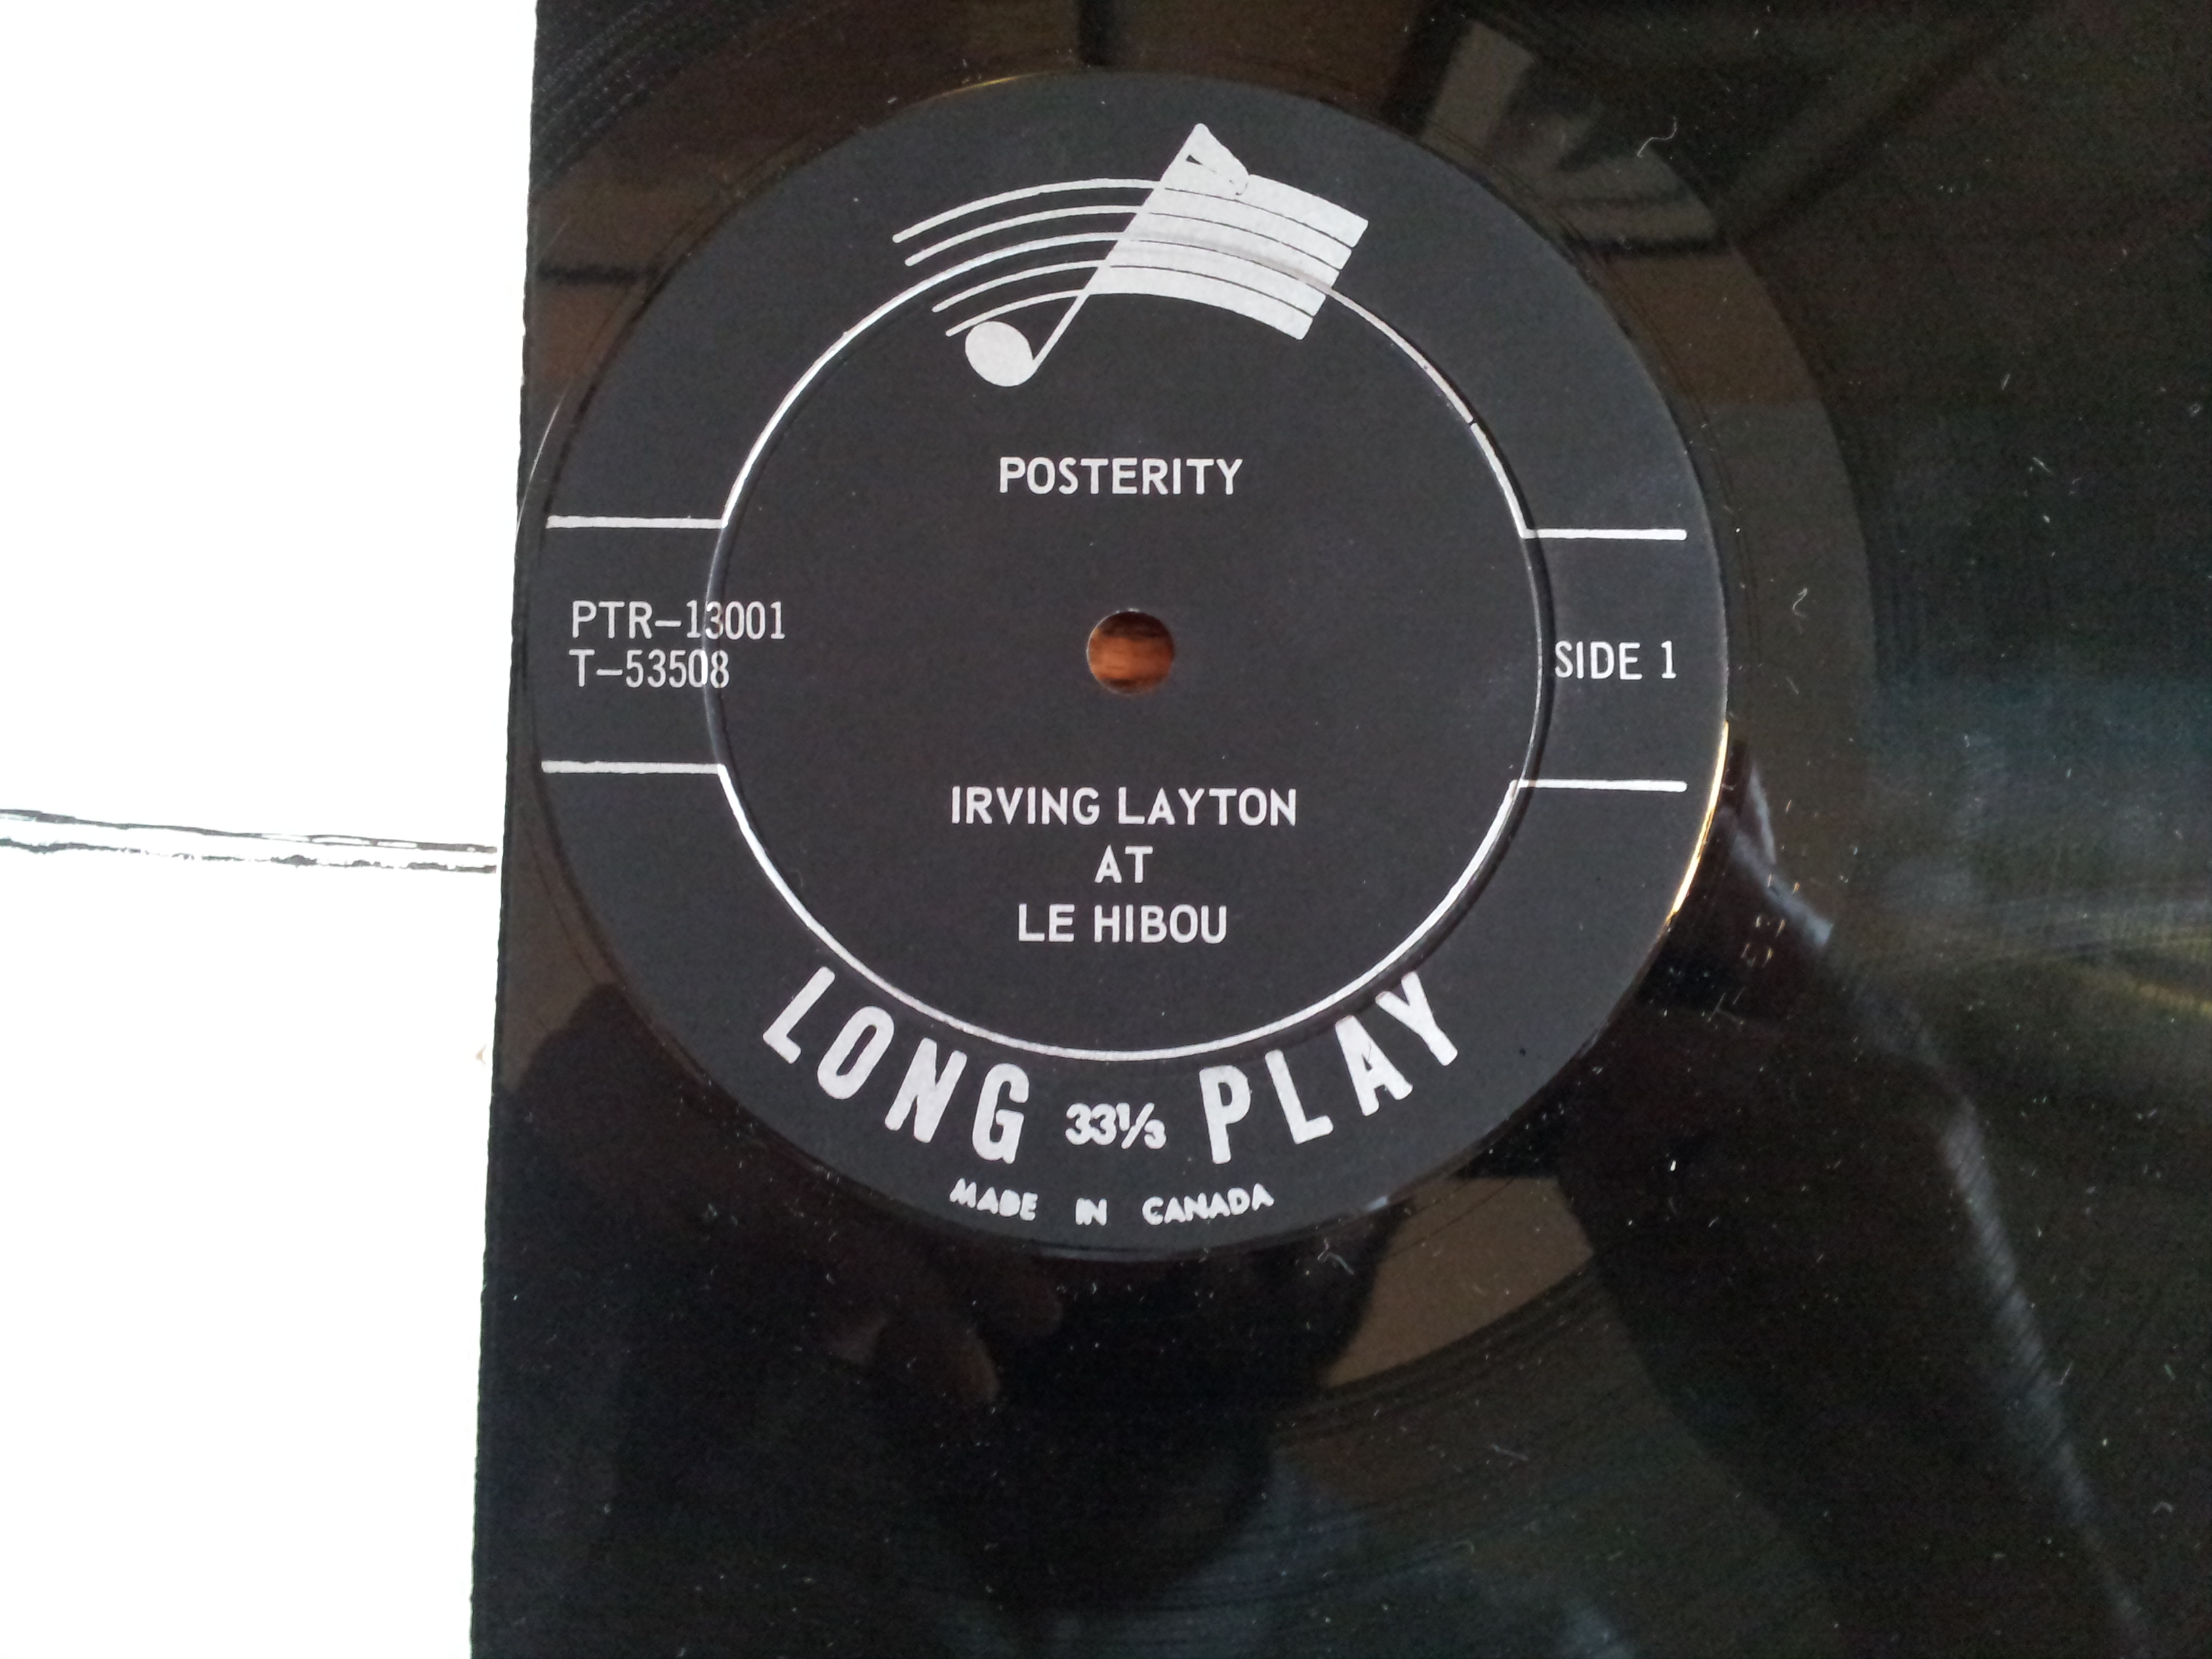 POSTERITY
PTR-13001
T-53508
SIDE 1
IRVING LAYTON
AT
LE HIBOU
LONG 33⅓ PLAY
MADE IN CANADA